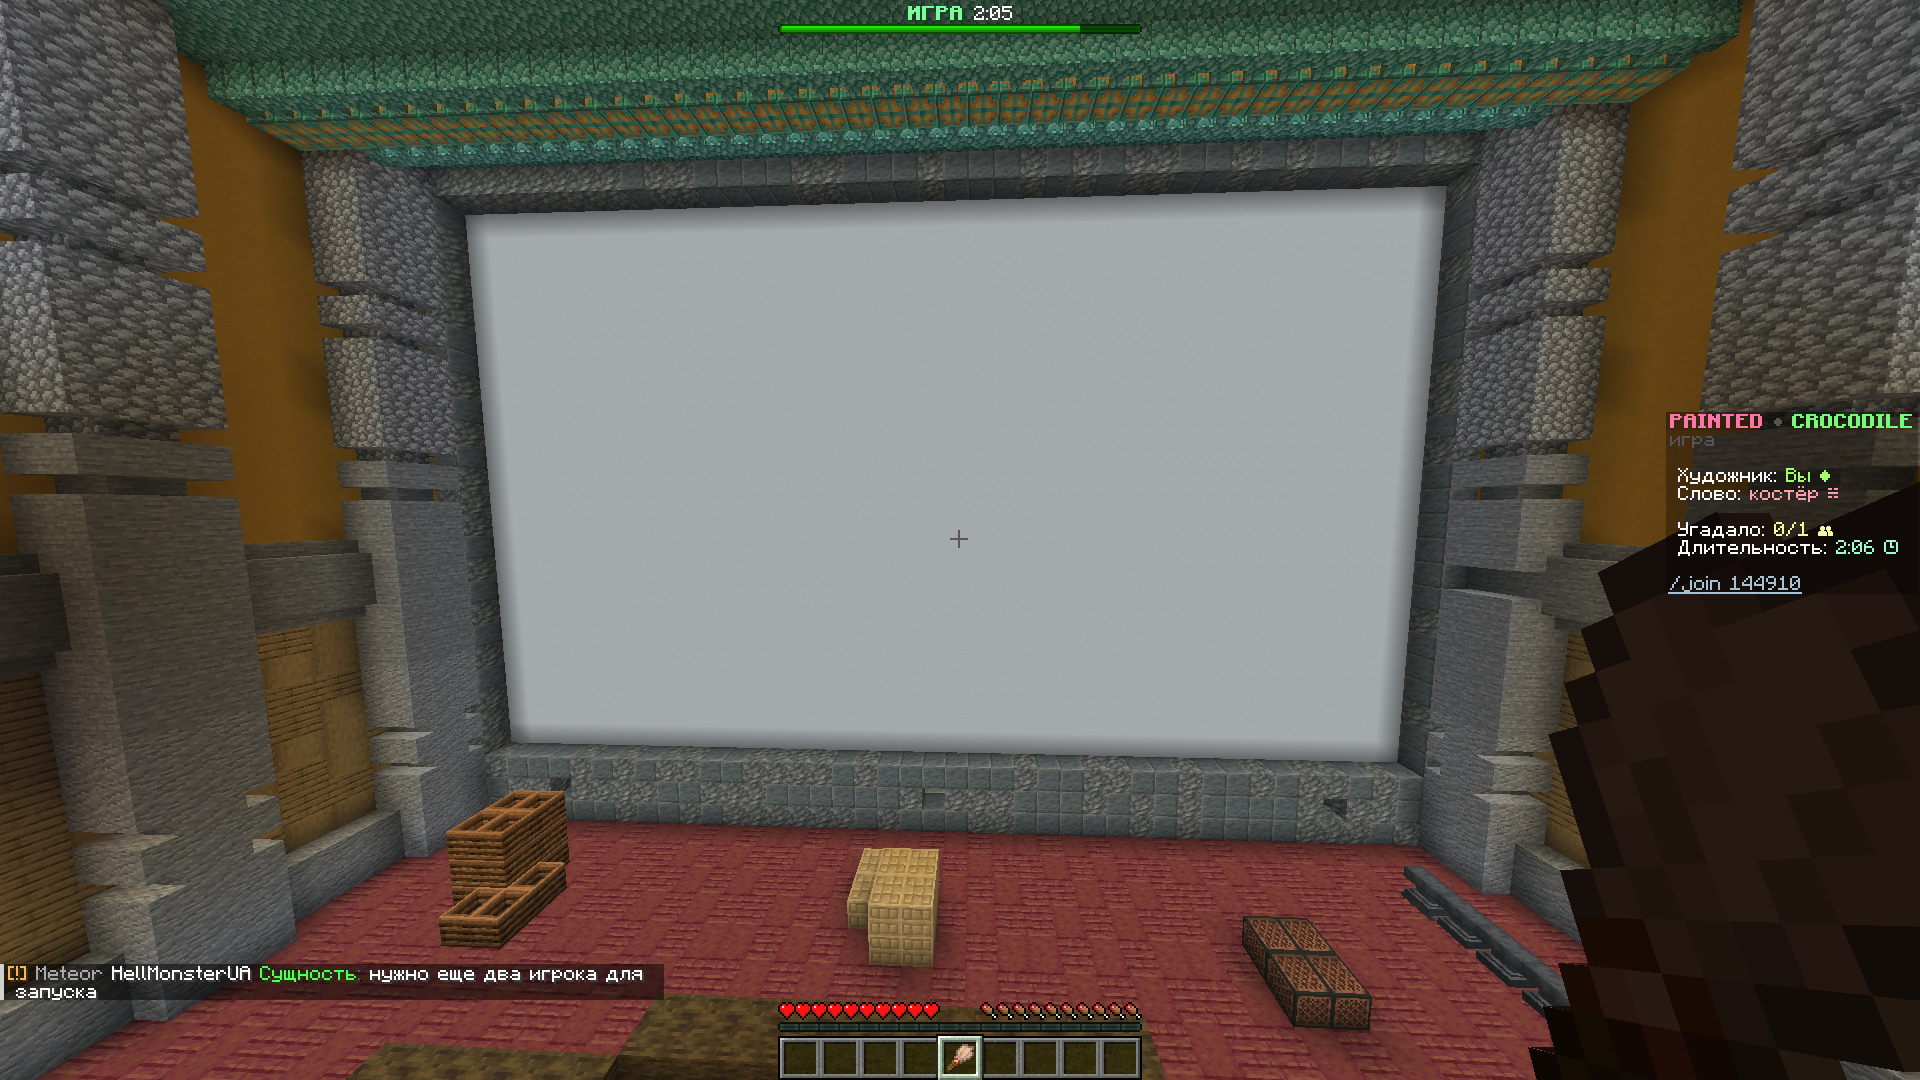 ИГРА 2:05
PAINTED • CROCODILE
игра
Художник: Вы
Слово: костёр
Угадало: 0/1
Длительность: 2:06
/join 144910
[!] Meteor HellMonsterUA Сущность: нужно еще два игрока для
запуска